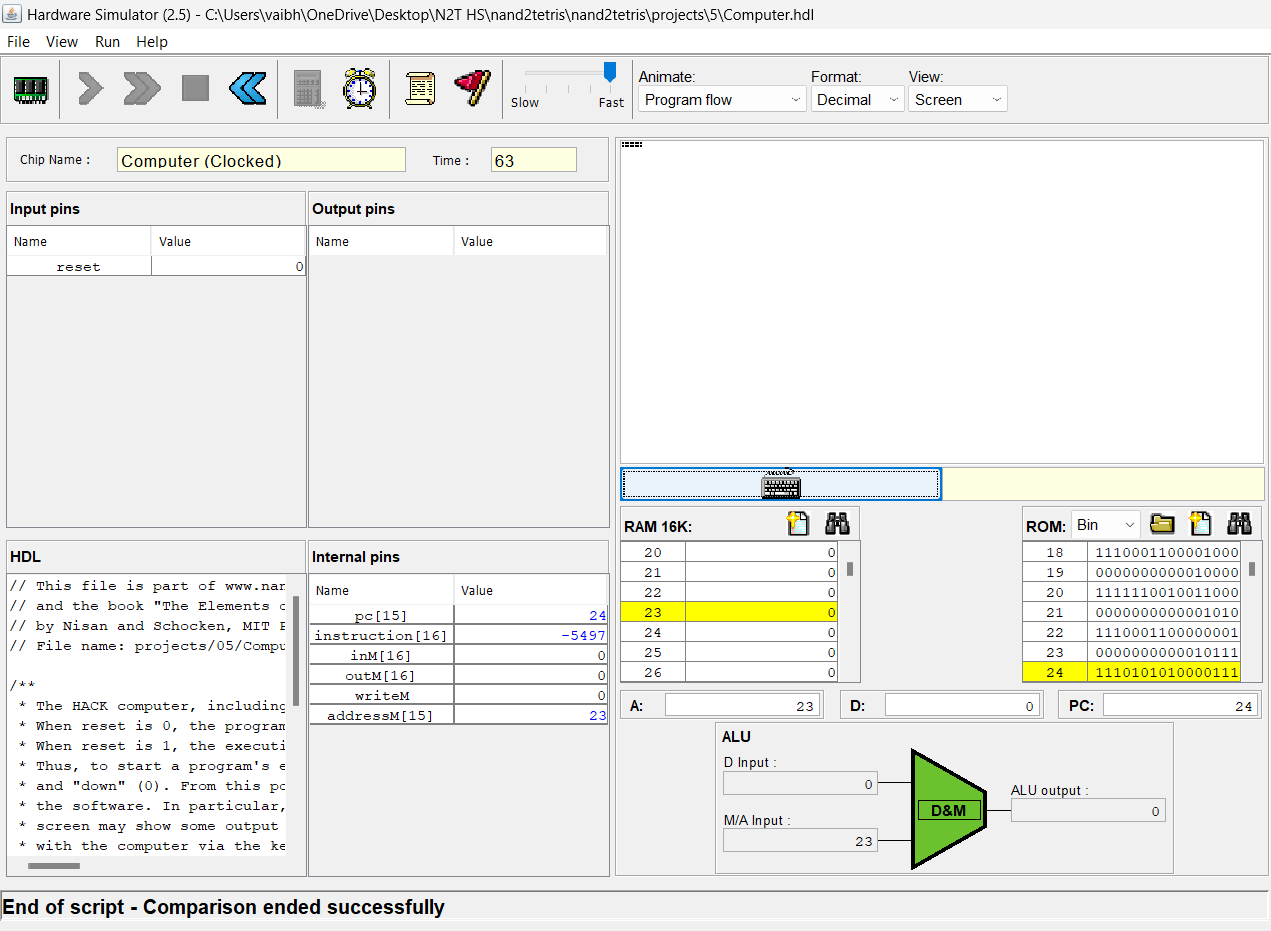 Hardware Simulator (2.5) - C:\Users\vaibh\OneDrive\Desktop\N2T HS\nand2tetris\nand2tetris\projects\5\Computer.hdl
File View Run Help
Slow Fast
Animate: Format: View:
Program flow Decimal Screen
Chip Name : Computer (Clocked) Time : 63
Input pins
Name Value
reset 0
Output pins
Name Value
HDL
// This file is part of www.nan
// and the book "The Elements o
// by Nisan and Schocken, MIT P
// File name: projects/05/Compu
/**
* The HACK computer, including
* When reset is 0, the program
* When reset is 1, the executi
* Thus, to start a program's e
* and "down" (0). From this po
* the software. In particular,
* screen may show some output
* with the computer via the ke
Internal pins
Name Value
pc[15] 24
instruction[16] -5497
inM[16] 0
outM[16] 0
writeM 0
addressM[15] 23
RAM 16K:
20 0
21 0
22 0
23 0
24 0
25 0
26 0
ROM: Bin
18 1110001100001000
19 0000000000010000
20 1111110010011000
21 0000000000001010
22 1110001100000001
23 0000000000010111
24 1110101010000111
A: 23 D: 0 PC: 24
ALU
D Input :
0
M/A Input :
23
D&M
ALU output :
0
End of script - Comparison ended successfully